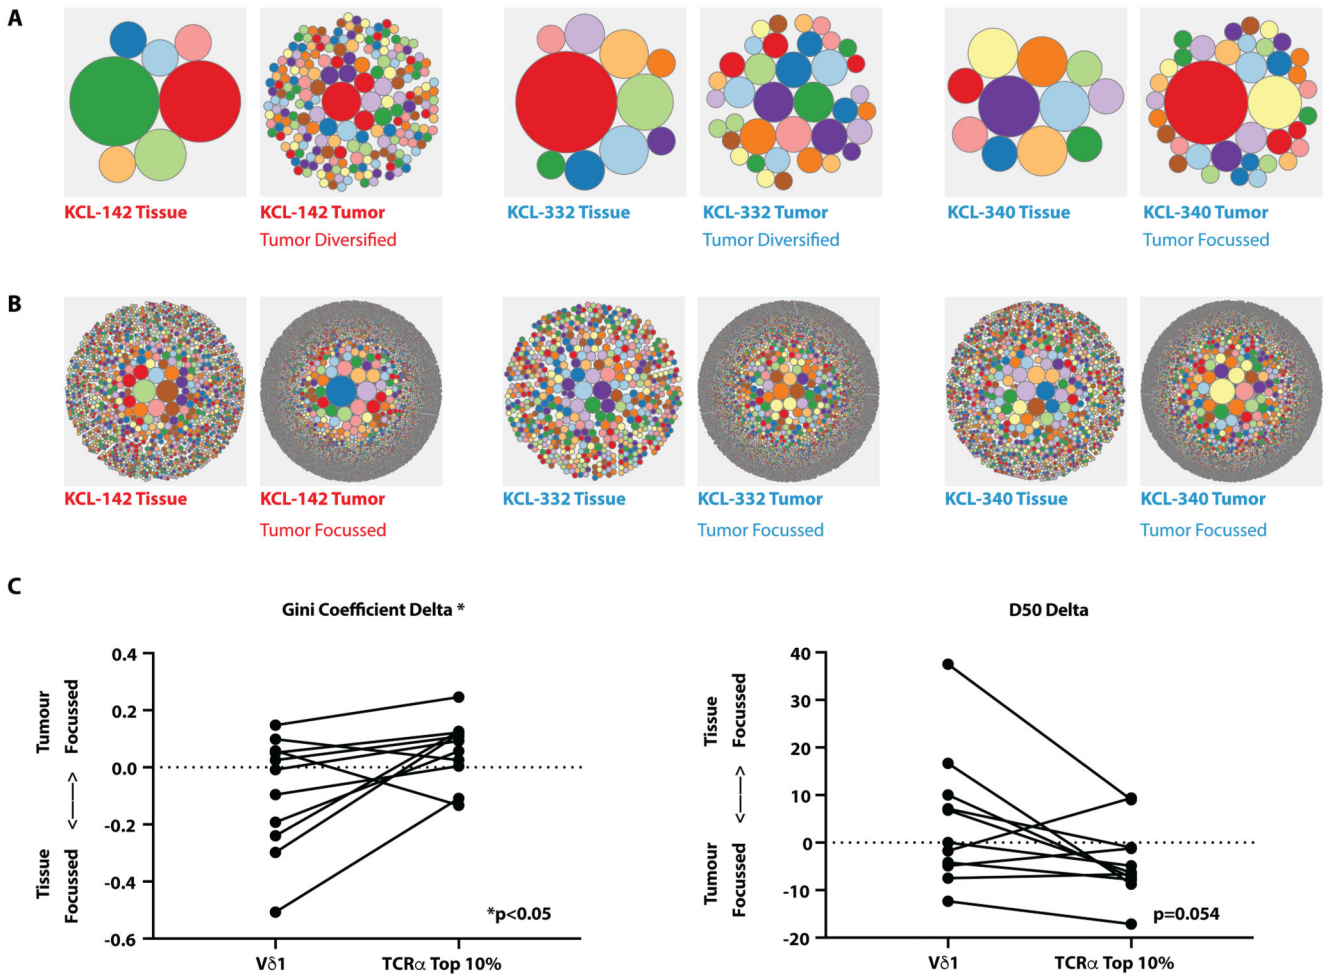 A
KCL-142 Tissue
KCL-142 Tumor
Tumor Diversified
KCL-332 Tissue
KCL-332 Tumor
Tumor Diversified
KCL-340 Tissue
KCL-340 Tumor
Tumor Focussed
B
KCL-142 Tissue
KCL-142 Tumor
Tumor Focussed
KCL-332 Tissue
KCL-332 Tumor
Tumor Focussed
KCL-340 Tissue
KCL-340 Tumor
Tumor Focussed
C
Gini Coefficient Delta *
Tumour
Focussed
<---->
Tissue
Focussed
0.4
0.2
0.0
-0.2
-0.4
-0.6
*p<0.05
Vδ1
TCRα Top 10%
D50 Delta
Tissue
Focussed
<---->
Tumour
Focussed
40
30
20
10
0
-10
-20
p=0.054
Vδ1
TCRα Top 10%